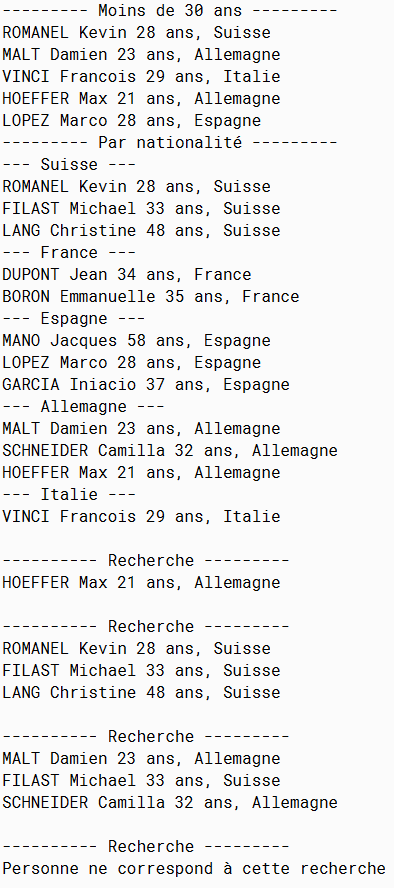 --------- Moins de 30 ans ---------
ROMANEL Kevin 28 ans, Suisse
MALT Damien 23 ans, Allemagne
VINCI Francois 29 ans, Italie
HOEFFER Max 21 ans, Allemagne
LOPEZ Marco 28 ans, Espagne
--------- Par nationalité ---------
--- Suisse ---
ROMANEL Kevin 28 ans, Suisse
FILAST Michael 33 ans, Suisse
LANG Christine 48 ans, Suisse
--- France ---
DUPONT Jean 34 ans, France
BORON Emmanuelle 35 ans, France
--- Espagne ---
MANO Jacques 58 ans, Espagne
LOPEZ Marco 28 ans, Espagne
GARCIA Iniacio 37 ans, Espagne
--- Allemagne ---
MALT Damien 23 ans, Allemagne
SCHNEIDER Camilla 32 ans, Allemagne
HOEFFER Max 21 ans, Allemagne
--- Italie ---
VINCI Francois 29 ans, Italie

---------- Recherche ---------
HOEFFER Max 21 ans, Allemagne

---------- Recherche ---------
ROMANEL Kevin 28 ans, Suisse
FILAST Michael 33 ans, Suisse
LANG Christine 48 ans, Suisse

---------- Recherche ---------
MALT Damien 23 ans, Allemagne
FILAST Michael 33 ans, Suisse
SCHNEIDER Camilla 32 ans, Allemagne

---------- Recherche ---------
Personne ne correspond à cette recherche